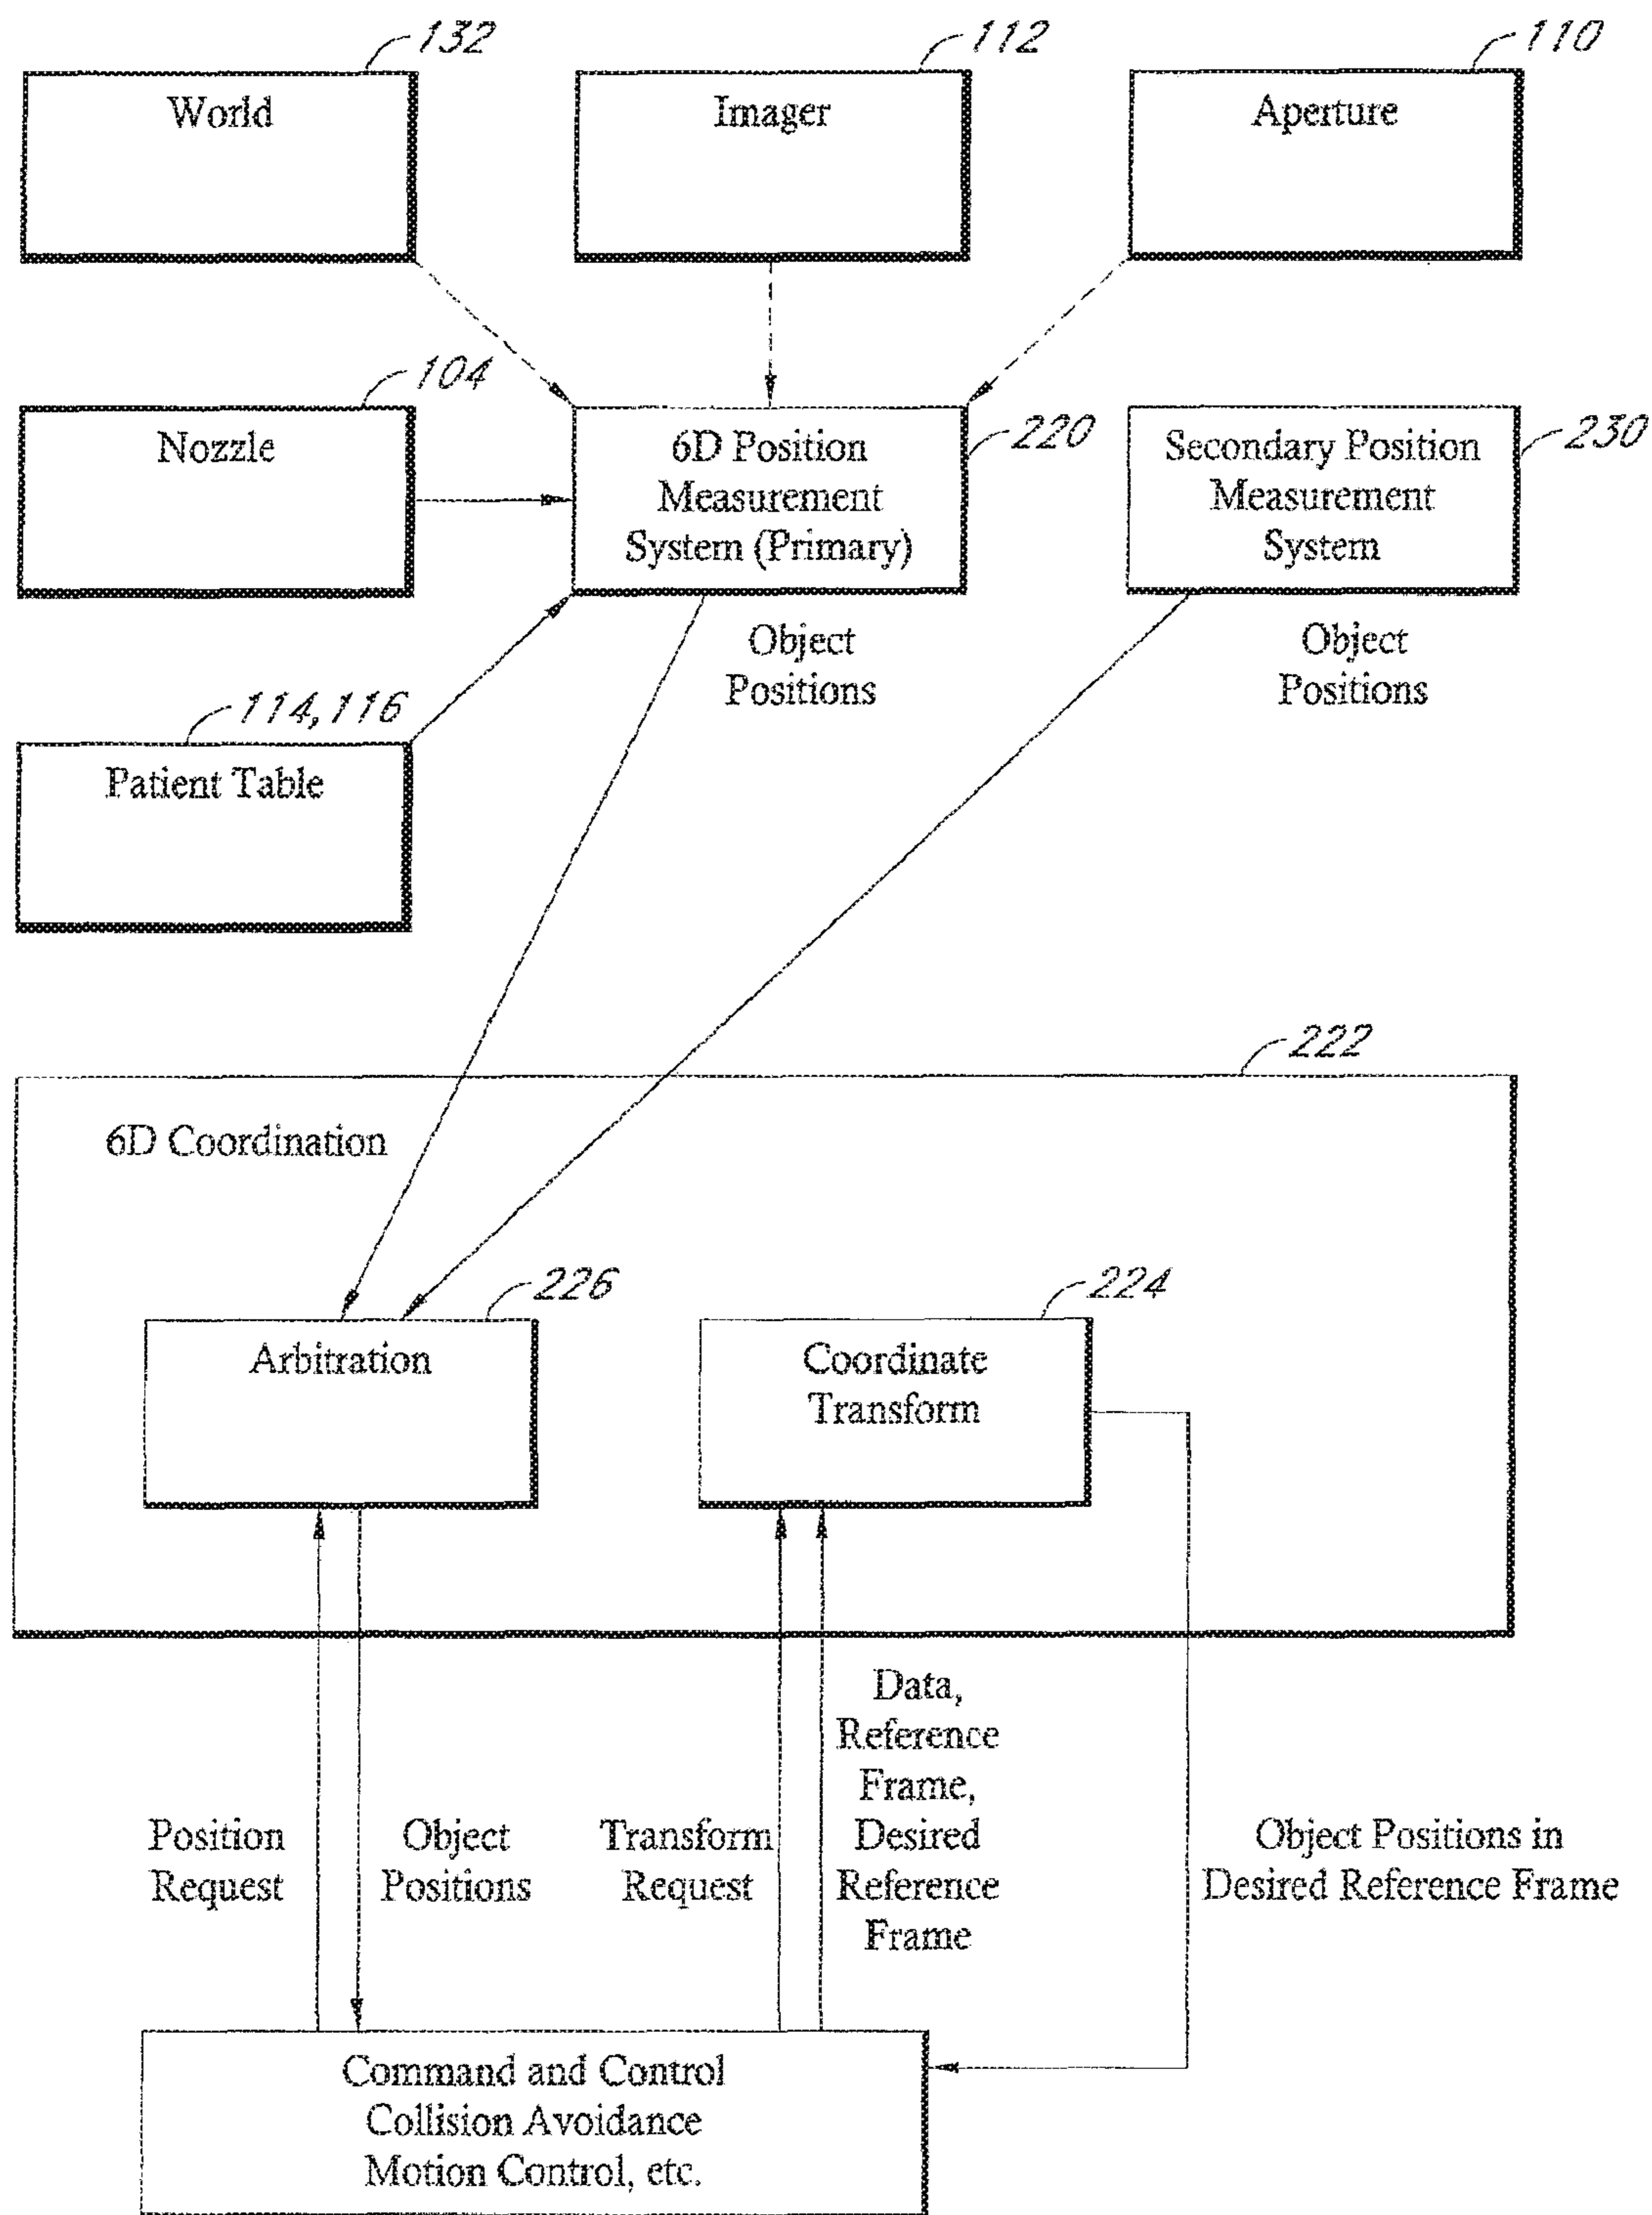 132
World
112
Imager
110
Aperture
104
Nozzle
220
6D Position
Measurement
System (Primary)
230
Secondary Position
Measurement
System
Object
Positions
Object
Positions
114, 116
Patient Table
222
6D Coordination
226
Arbitration
224
Coordinate
Transform
Position
Request
Object
Positions
Transform
Request
Data,
Reference
Frame,
Desired
Reference
Frame
Object Positions in
Desired Reference Frame
Command and Control
Collision Avoidance
Motion Control, etc.